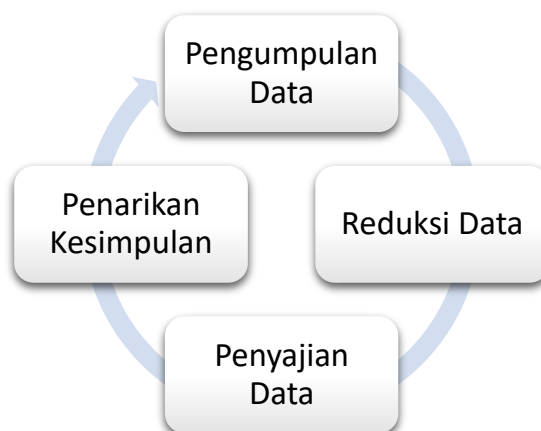 Pengumpulan
Data
Reduksi Data
Penyajian
Data
Penarikan
Kesimpulan